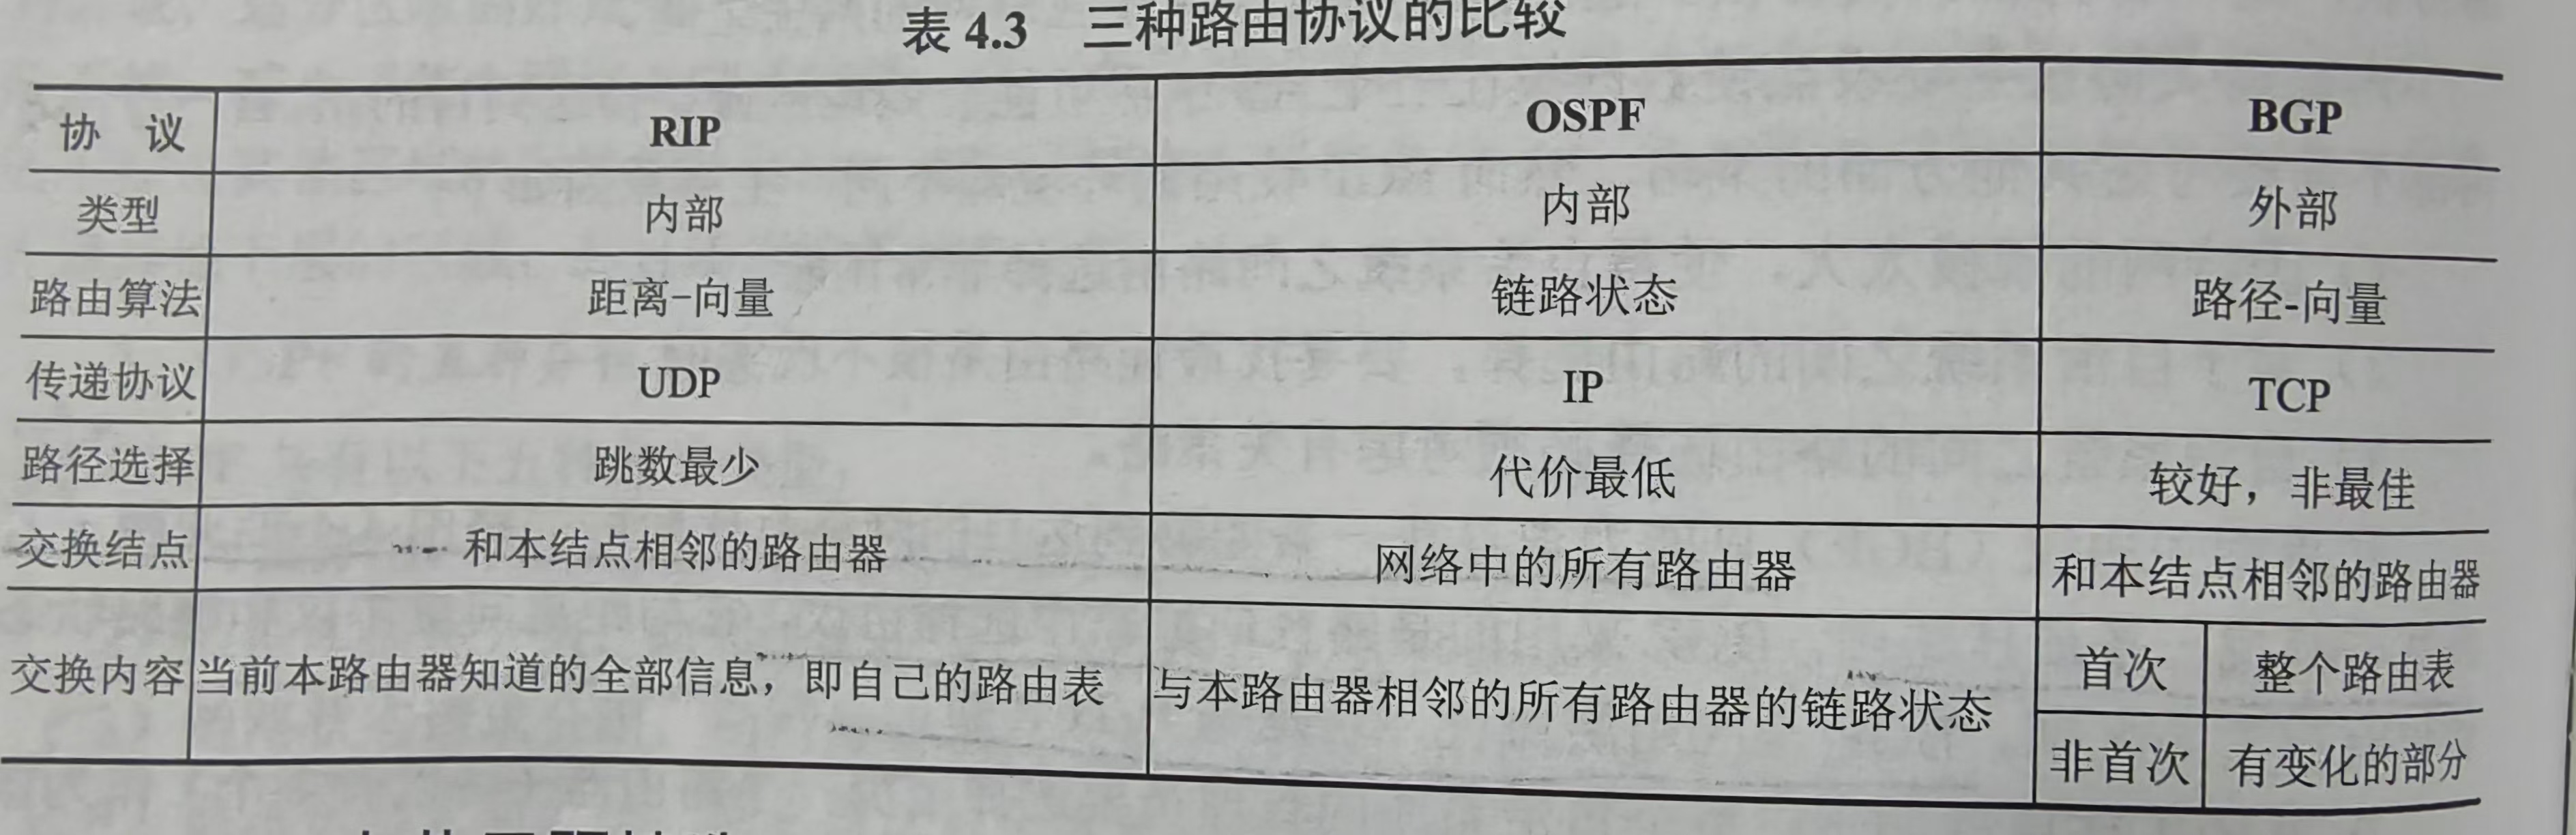 表 4.3 三种路由协议的比较
协 议 RIP OSPF BGP
类型 内部 内部 外部
路由算法 距离-向量 链路状态 路径-向量
传递协议 UDP IP TCP
路径选择 跳数最少 代价最低 较好，非最佳
交换结点 和本结点相邻的路由器 网络中的所有路由器 和本结点相邻的路由器
交换内容 当前本路由器知道的全部信息，即自己的路由表 与本路由器相邻的所有路由器的链路状态 首次 整个路由表
非首次 有变化的部分